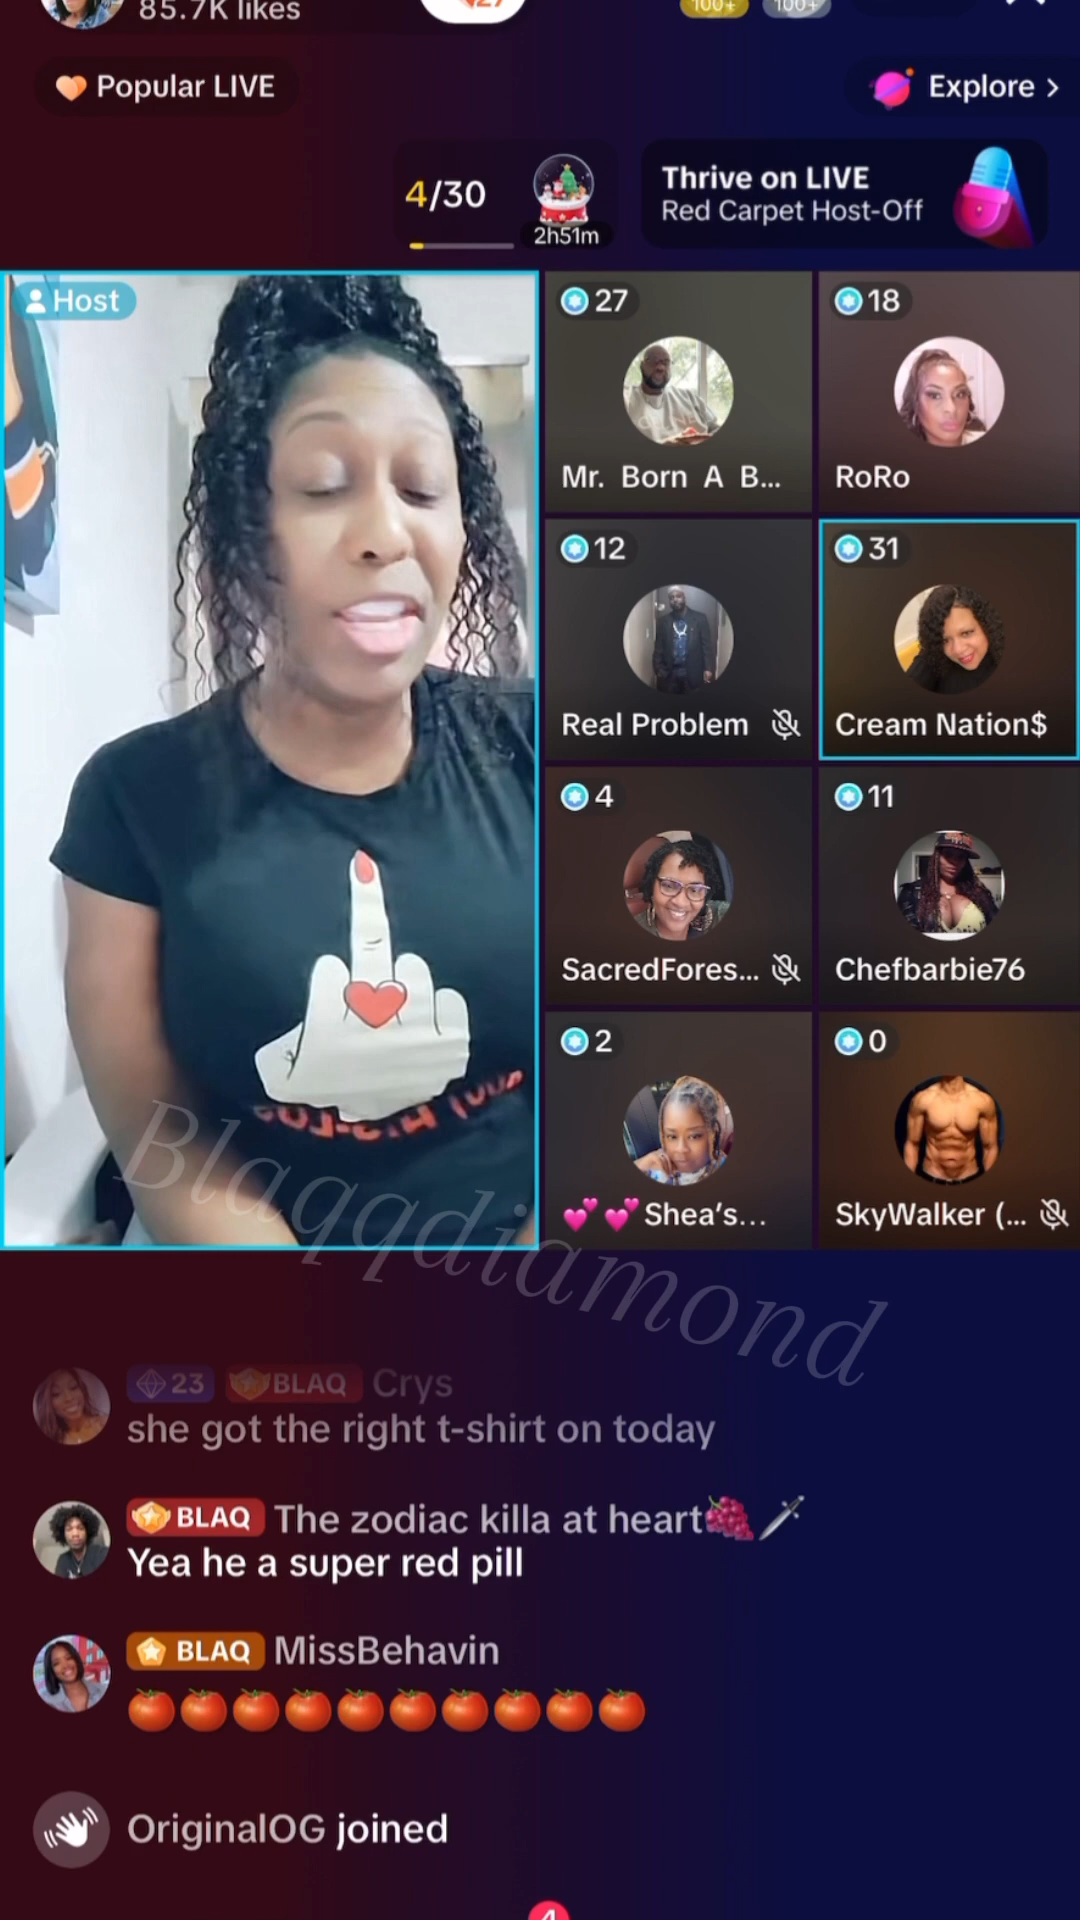 85.7K likes
27
100+
100+
Popular LIVE
Explore >
4/30
2h51m
Thrive on LIVE
Red Carpet Host-Off
Host
27
Mr. Born A B...
18
RoRo
12
Real Problem
31
Cream Nation$
4
SacredFores...
11
Chefbarbie76
2
💕💕Shea's...
0
SkyWalker (...
Blaqqdiamond
23 BLAQ Crys
she got the right t-shirt on today
BLAQ The zodiac killa at heart🍇🗡️
Yea he a super red pill
BLAQ MissBehavin
🍅🍅🍅🍅🍅🍅🍅🍅🍅🍅
OriginalOG joined